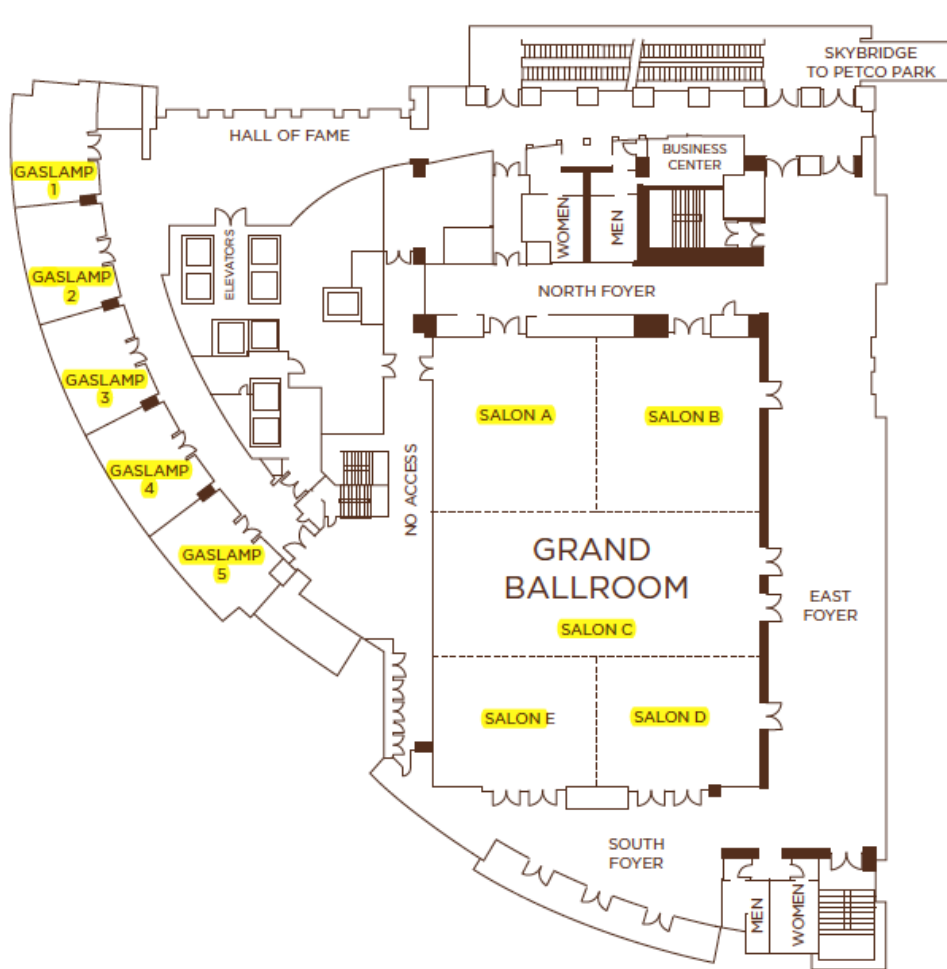 SKYBRIDGE
TO PETCO PARK
HALL OF FAME
BUSINESS
CENTER
GASLAMP
1
WOMEN
MEN
ELEVATORS
GASLAMP
2
NORTH FOYER
GASLAMP
3
SALON A
SALON B
GASLAMP
4
NO ACCESS
GASLAMP
5
GRAND
BALLROOM
EAST
FOYER
SALON C
SALON E
SALON D
SOUTH
FOYER
MEN
WOMEN